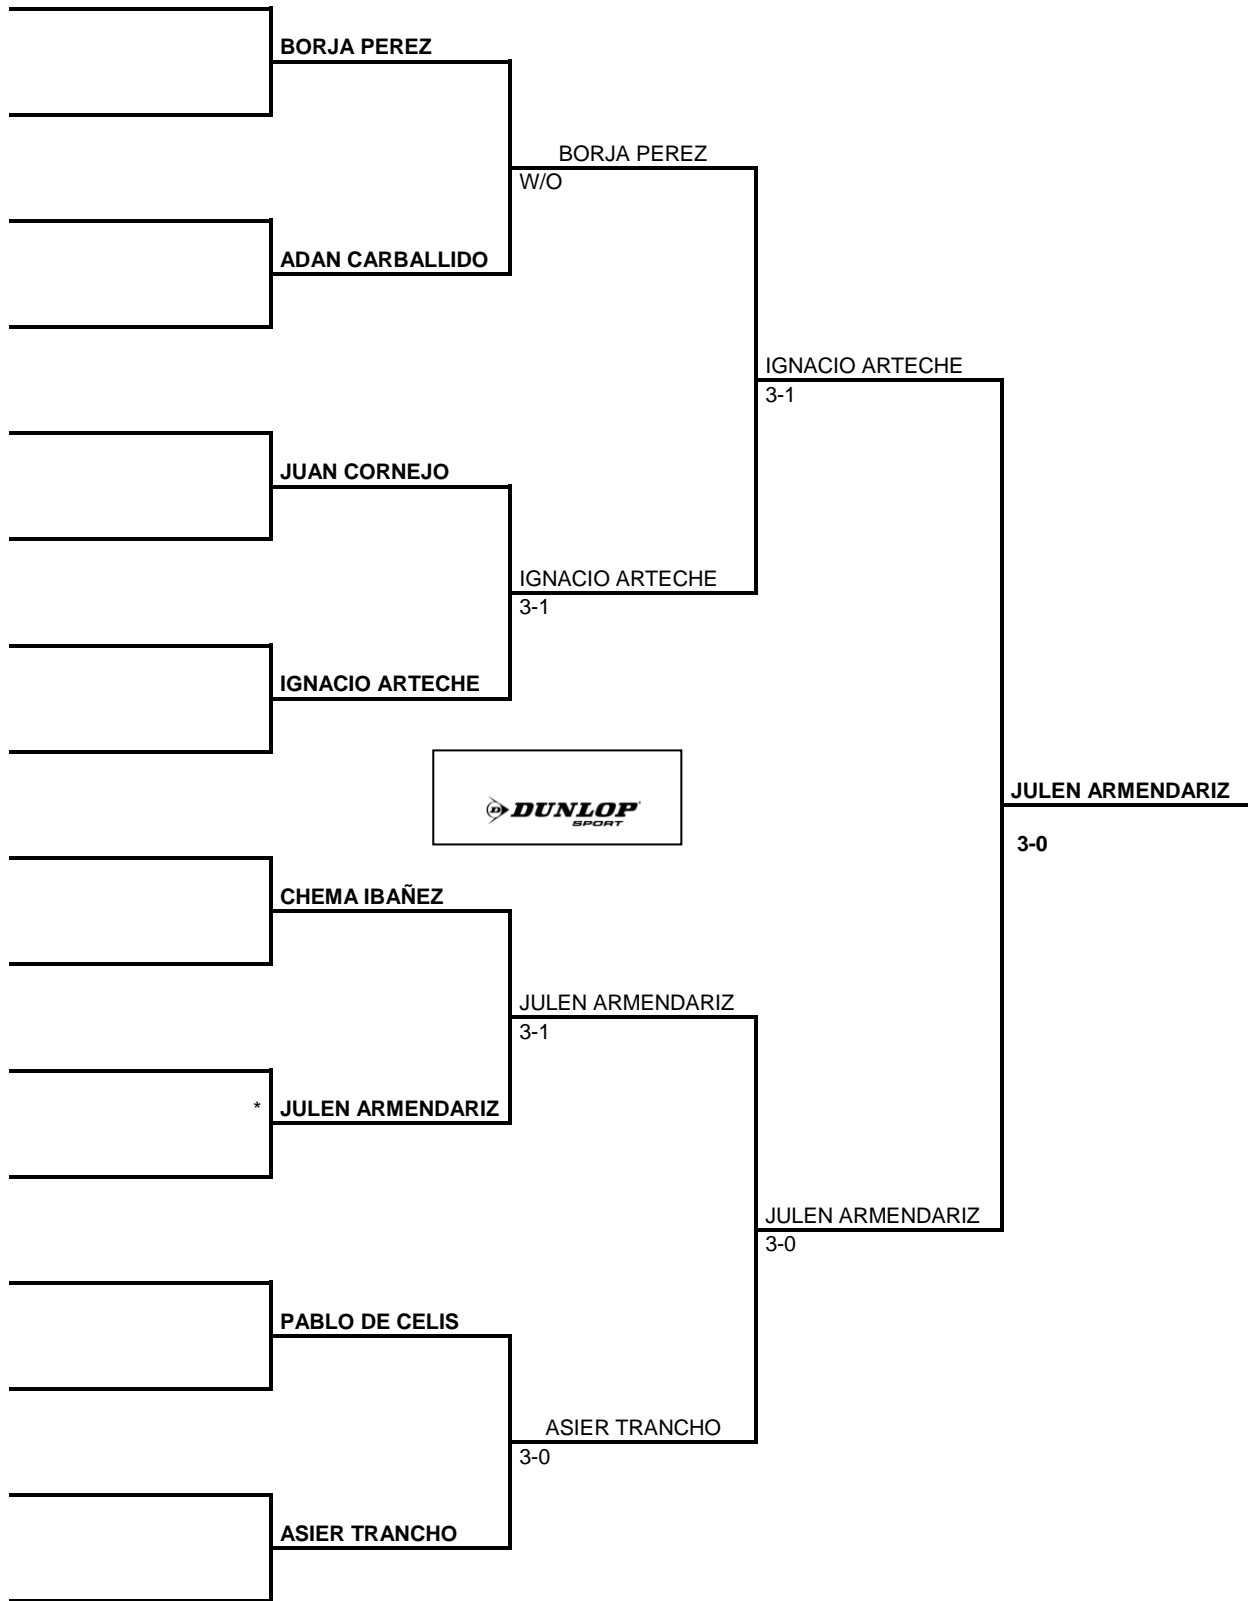 BORJA PEREZ
BORJA PEREZ
W/O
ADAN CARBALLIDO
IGNACIO ARTECHE
3-1
JUAN CORNEJO
IGNACIO ARTECHE
3-1
IGNACIO ARTECHE
DUNLOP
SPORT
JULEN ARMENDARIZ
3-0
CHEMA IBAÑEZ
JULEN ARMENDARIZ
3-1
* JULEN ARMENDARIZ
JULEN ARMENDARIZ
3-0
PABLO DE CELIS
ASIER TRANCHO
3-0
ASIER TRANCHO